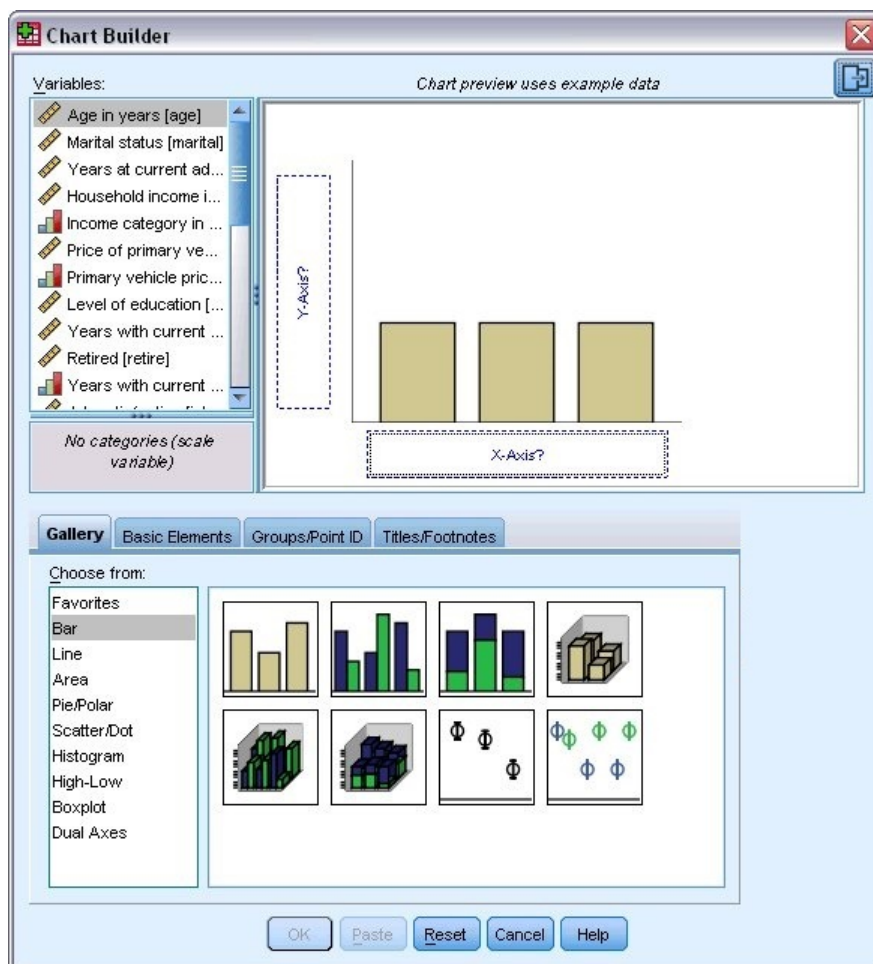 Chart Builder
Variables:
Chart preview uses example data
Age in years [age]
Marital status [marital]
Years at current ad...
Household income i...
Income category in ...
Price of primary ve...
Primary vehicle pric...
Level of education [...
Years with current ...
Retired [retire]
Years with current ...
No categories (scale
variable)
Y-Axis?
X-Axis?
Gallery
Basic Elements
Groups/Point ID
Titles/Footnotes
Choose from:
Favorites
Bar
Line
Area
Pie/Polar
Scatter/Dot
Histogram
High-Low
Boxplot
Dual Axes
OK
Paste
Reset
Cancel
Help